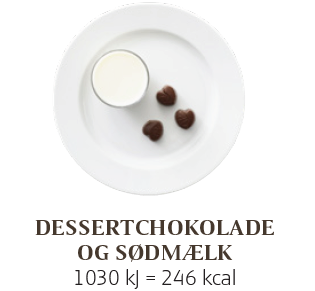 DESSERTCHOKOLADE
OG SØDMÆLK
1030 kJ = 246 kcal